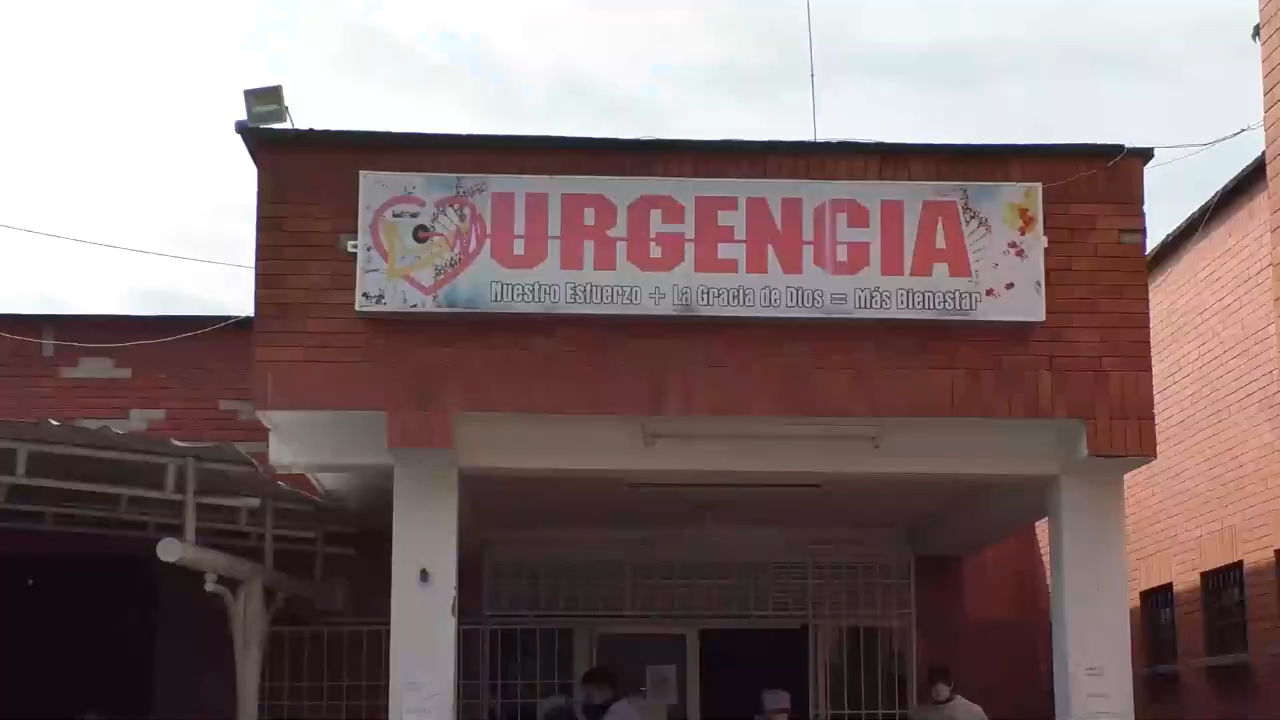 URGENCIA
Nuestro Esfuerzo + La Gracia de Dios = Más Bienestar